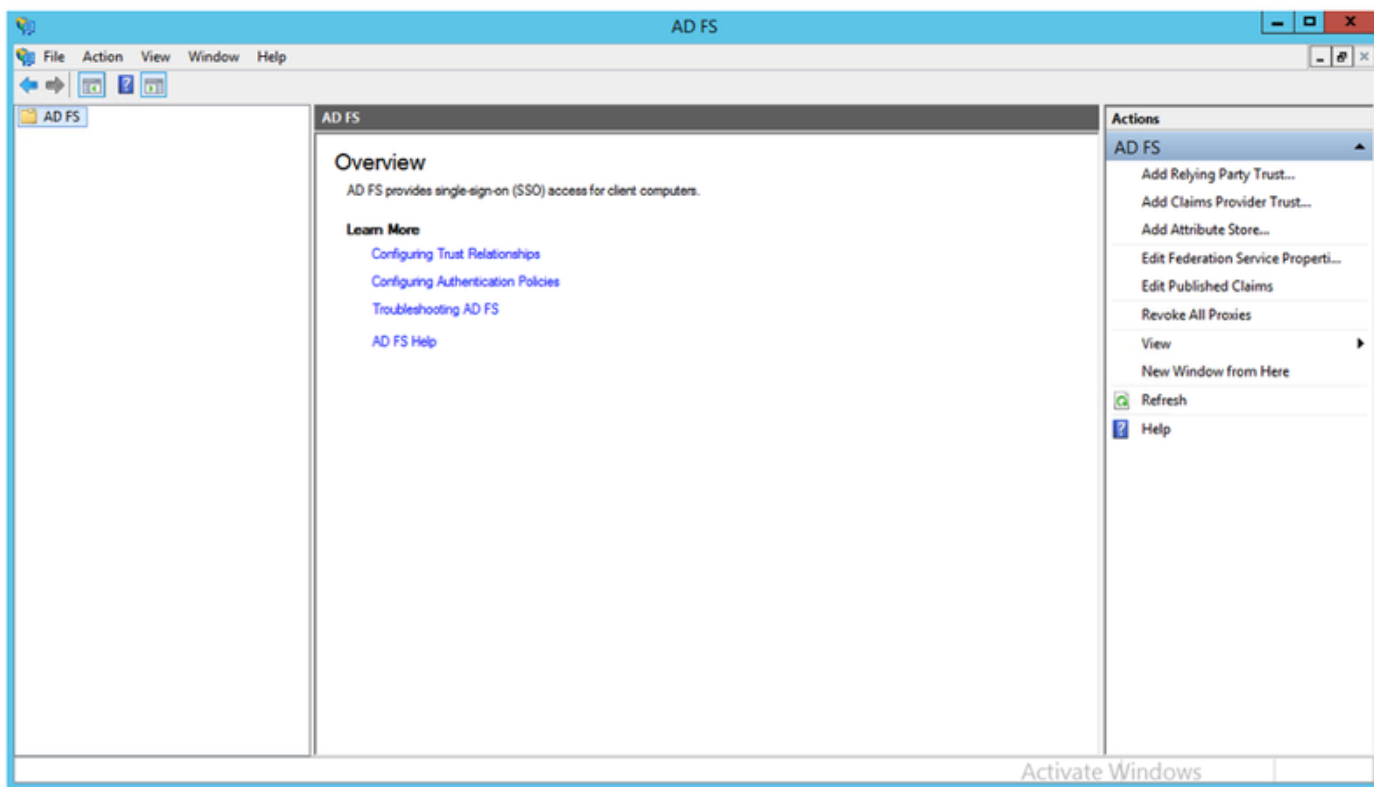 AD FS
File Action View Window Help
AD FS
AD FS
Overview
AD FS provides single-sign-on (SSO) access for client computers.
Learn More
Configuring Trust Relationships
Configuring Authentication Policies
Troubleshooting AD FS
AD FS Help
Actions
AD FS
Add Relying Party Trust...
Add Claims Provider Trust...
Add Attribute Store...
Edit Federation Service Properti...
Edit Published Claims
Revoke All Proxies
View
New Window from Here
Refresh
Help
Activate Windows